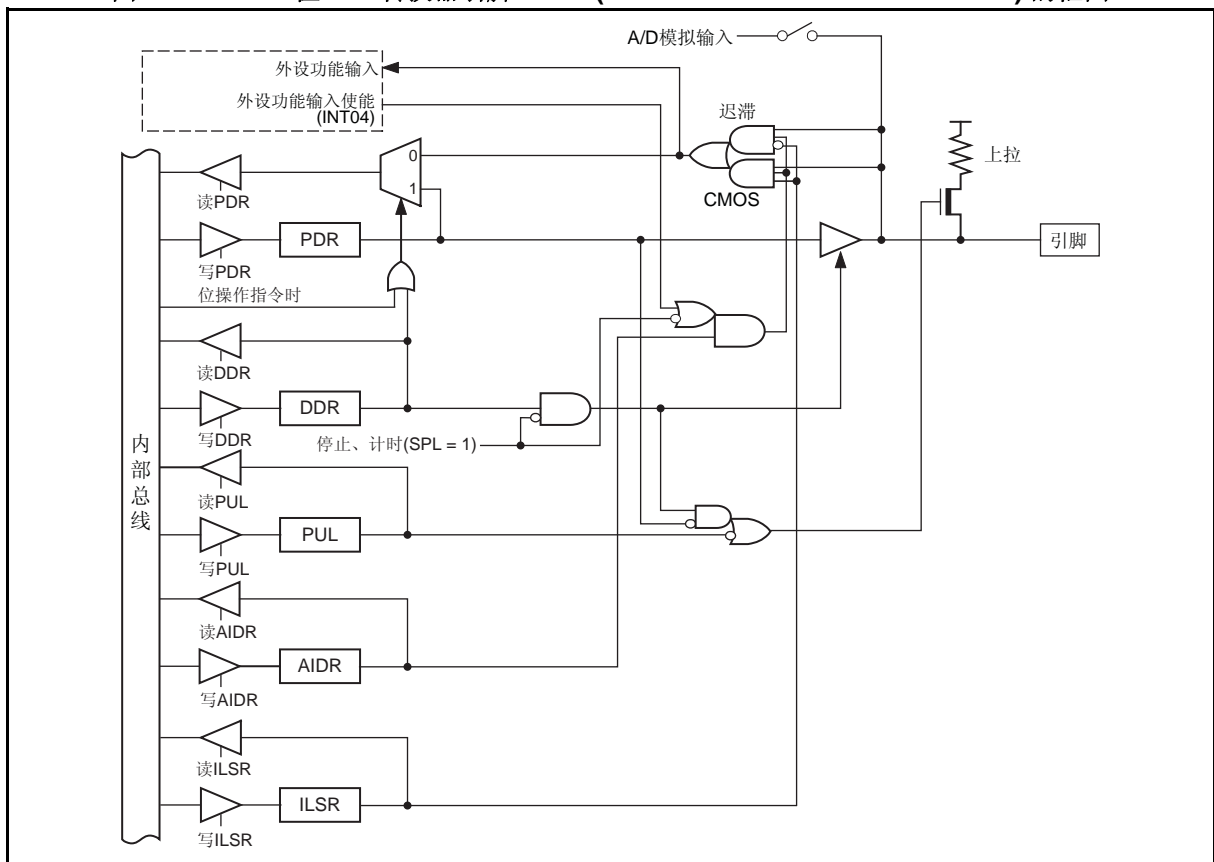 A/D模拟输入
外设功能输入
外设功能输入使能
(INT04)
迟滞
上拉
0
1
CMOS
读PDR
PDR
引脚
写PDR
位操作指令时
读DDR
DDR
写DDR
停止、计时(SPL = 1)
内部总线
读PUL
PUL
写PUL
读AIDR
AIDR
写AIDR
读ILSR
ILSR
写ILSR